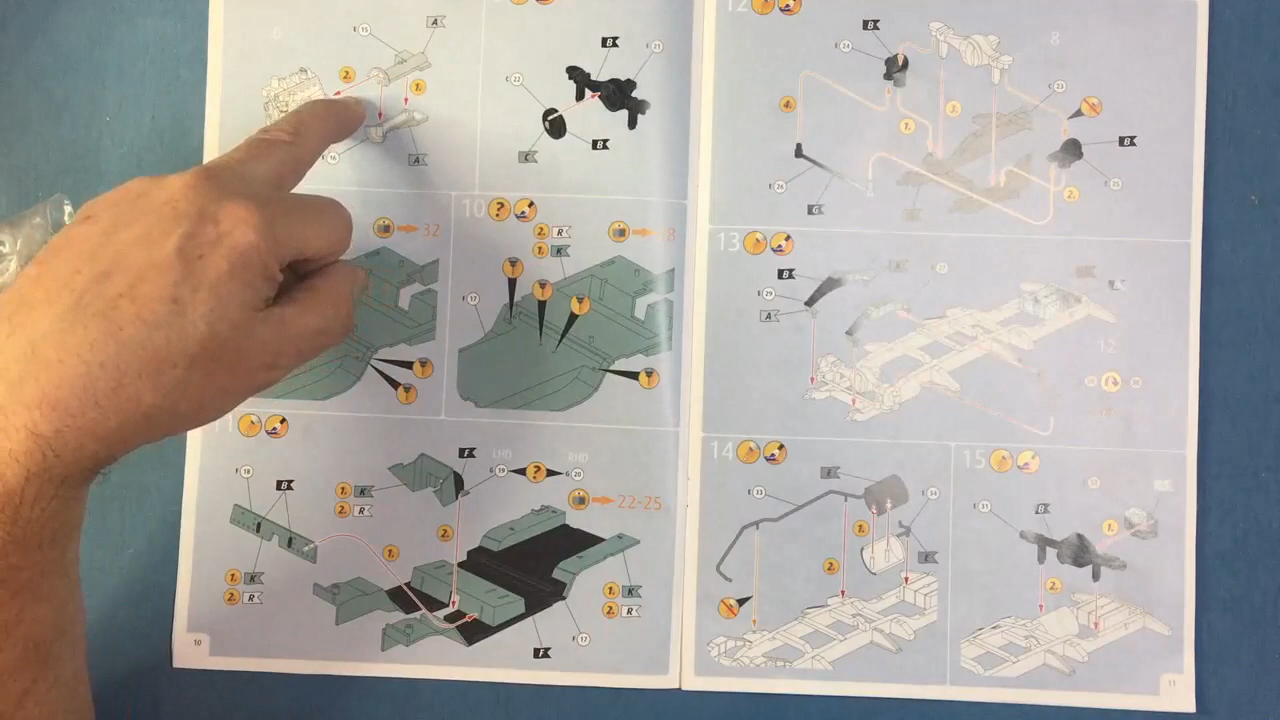 6
E 15
A
2.
1.
E 16
A
B
E 21
C 22
B
C
32
10
2. R
1. K
8
F 17
11
F 18
B
1. K
2. R
F
LHD
RHD
G 19
?
G 20
22-25
1. K
2. R
1.
2.
1. K
2. R
F 17
F
10
12
B
E 24
8
C 23
4.
1.
3.
B
E 26
G
2.
E 25
13
B
E 29
A
12
14
E
E 33
E 34
1.
2.
E
15
E 31
B
1.
2.
11